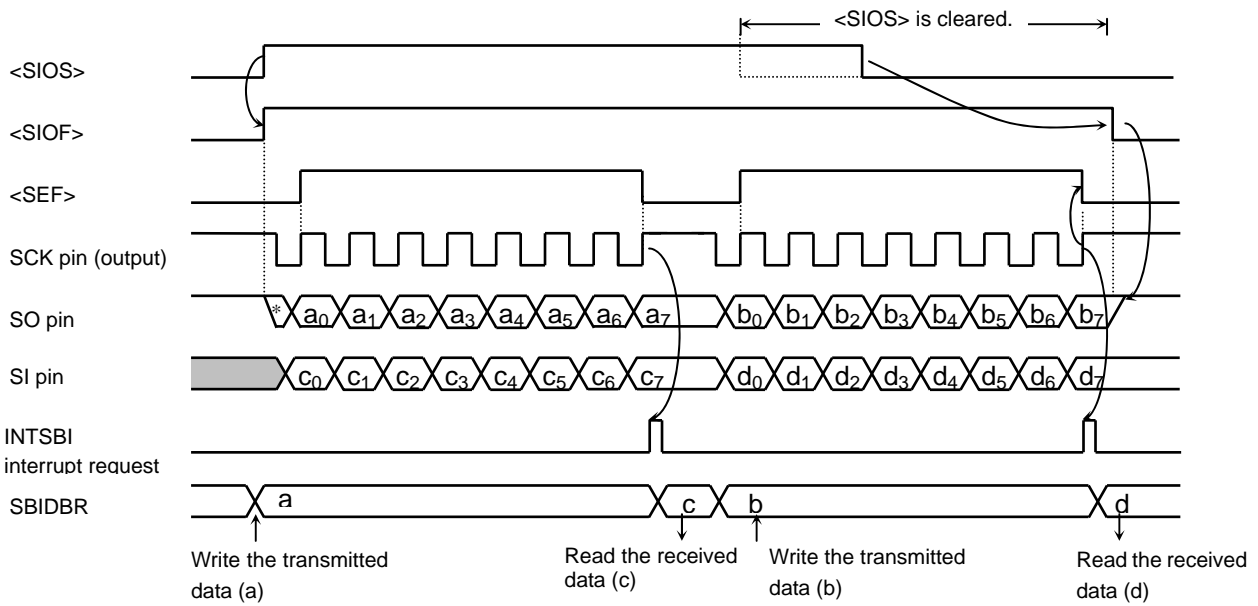 <SIOS> is cleared.
<SIOS>
<SIOF>
<SEF>
SCK pin (output)
SO pin
* a0 a1 a2 a3 a4 a5 a6 a7 b0 b1 b2 b3 b4 b5 b6 b7
SI pin
c0 c1 c2 c3 c4 c5 c6 c7 d0 d1 d2 d3 d4 d5 d6 d7
INTSBI
interrupt request
SBIDBR
a c b d
Write the transmitted
data (a)
Read the received
data (c)
Write the transmitted
data (b)
Read the received
data (d)